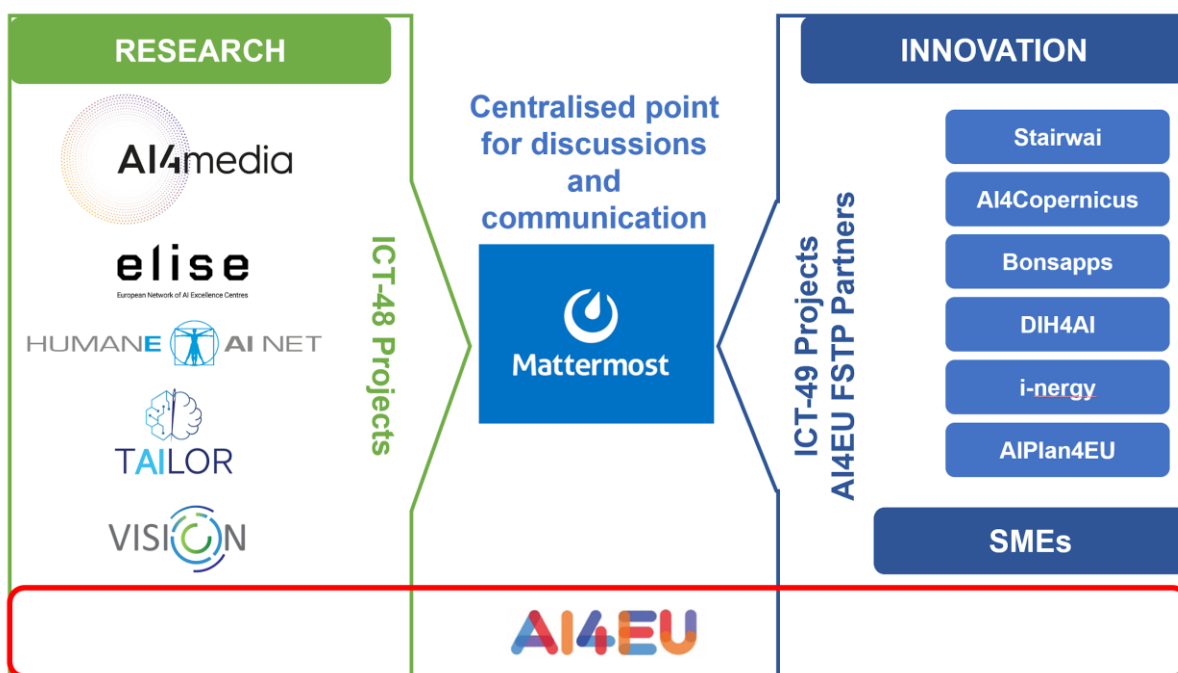 RESEARCH
AI4media
elise
European Network of AI Excellence Centres
HUMANE AI NET
TAILOR
VISION
ICT-48 Projects
Centralised point
for discussions
and
communication
Mattermost
INNOVATION
ICT-49 Projects
AI4EU FSTP Partners
Stairwai
AI4Copernicus
Bonsapps
DIH4AI
i-nergy
AIPlan4EU
SMEs
AI4EU